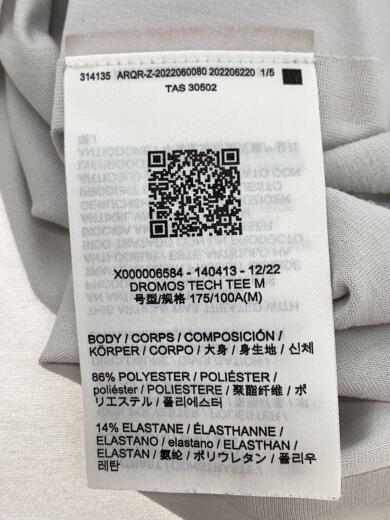 314135 ARQR-Z-2022060080 202206220 1/5
TAS 30502
X000006584 - 140413 - 12/22
DROMOS TECH TEE M
号型/规格 175/100A(M)
BODY / CORPS / COMPOSICIÓN /
KÖRPER / CORPO / 大身 / 身生地 / 신체
86% POLYESTER / POLIÉSTER /
poliéster / POLIESTERE / 聚酯纤维 / ポ
リエステル / 폴리에스터
14% ELASTANE / ÉLASTHANNE /
ELASTANO / elastano / ELASTHAN /
ELASTAN / 氨纶 / ポリウレタン / 폴리우
레탄